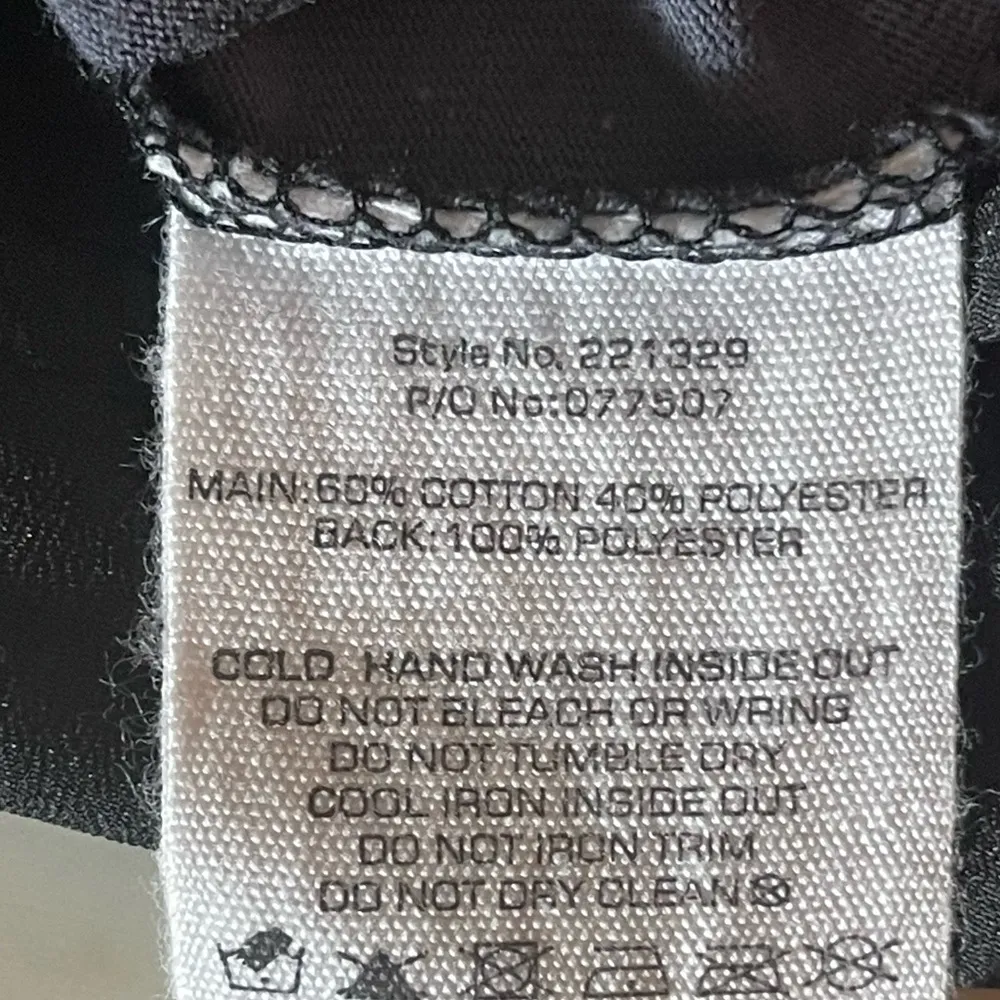 Style No. 221329
P/O No:077507
MAIN:60% COTTON 40% POLYESTER
BACK:100% POLYESTER
COLD HAND WASH INSIDE OUT
DO NOT BLEACH OR WRING
DO NOT TUMBLE DRY
COOL IRON INSIDE OUT
DO NOT IRON TRIM
DO NOT DRY CLEAN